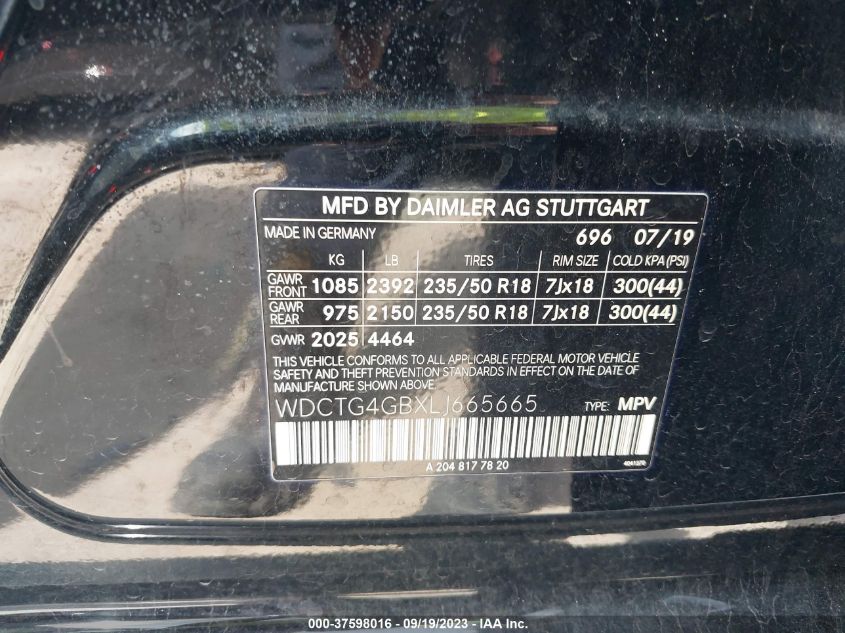 MFD BY DAIMLER AG STUTTGART
MADE IN GERMANY 696 07/19
KG LB TIRES RIM SIZE COLD KPA(PSI)
GAWR FRONT 1085 2392 235/50 R18 7Jx18 300(44)
GAWR REAR 975 2150 235/50 R18 7Jx18 300(44)
GVWR 2025 4464
THIS VEHICLE CONFORMS TO ALL APPLICABLE FEDERAL MOTOR VEHICLE
SAFETY AND THEFT PREVENTION STANDARDS IN EFFECT ON THE DATE OF
MANUFACTURE SHOWN ABOVE.
WDCTG4GBXLJ665665 TYPE: MPV
A 204 817 78 20
000-37598016 - 09/19/2023 - IAA Inc.